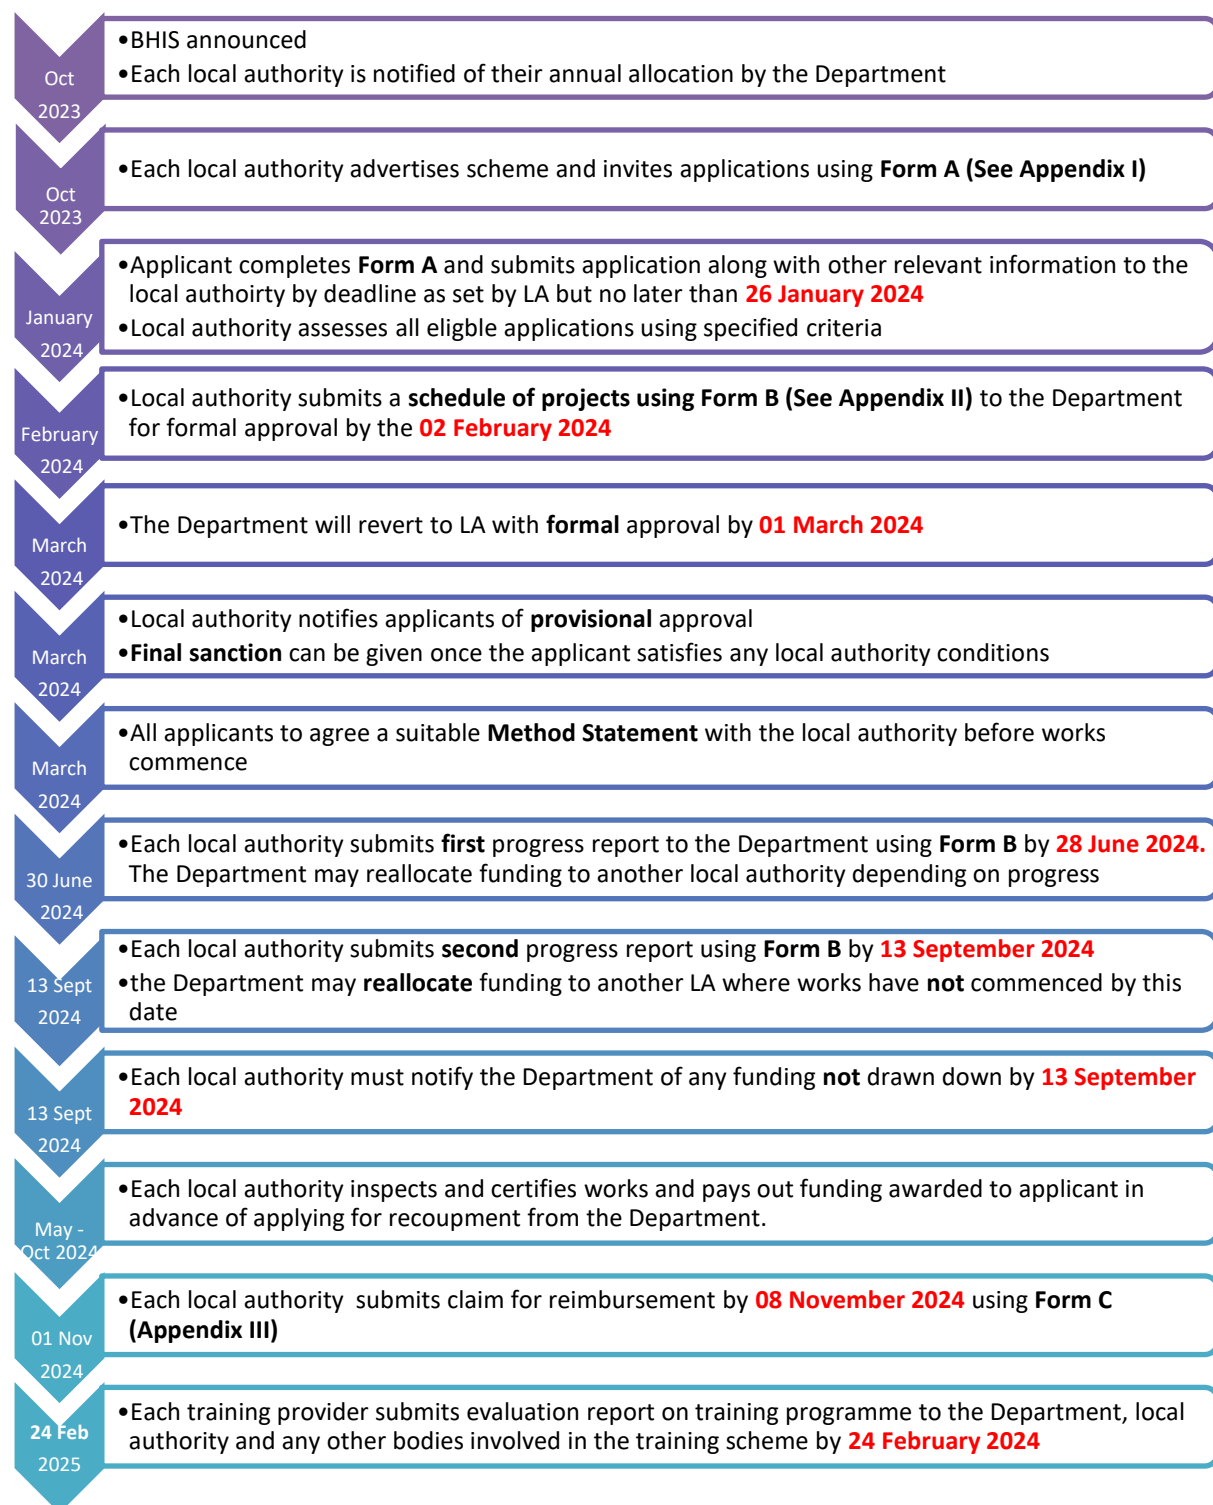 Oct
2023
•BHIS announced
•Each local authority is notified of their annual allocation by the Department
Oct
2023
•Each local authority advertises scheme and invites applications using Form A (See Appendix I)
January
2024
•Applicant completes Form A and submits application along with other relevant information to the
local authoirty by deadline as set by LA but no later than 26 January 2024
•Local authority assesses all eligble applications using specified criteria
February
2024
•Local authority submits a schedule of projects using Form B (See Appendix II) to the Department
for formal approval by the 02 February 2024
March
2024
•The Department will revert to LA with formal approval by 01 March 2024
March
2024
•Local authority notifies applicants of provisional approval
•Final sanction can be given once the applicant satisfies any local authority conditions
March
2024
•All applicants to agree a suitable Method Statement with the local authority before works
commence
30 June
2024
•Each local authority submits first progress report to the Department using Form B by 28 June 2024.
The Department may reallocate funding to another local authority depending on progress
13 Sept
2024
•Each local authority submits second progress report using Form B by 13 September 2024
•the Department may reallocate funding to another LA where works have not commenced by this
date
13 Sept
2024
•Each local authority must notify the Department of any funding not drawn down by 13 September
2024
May -
Oct 2024
•Each local authority inspects and certifies works and pays out funding awarded to applicant in
advance of applying for recoupment from the Department.
01 Nov
2024
•Each local authority  submits claim for reimbursement by 08 November 2024 using Form C
(Appendix III)
24 Feb
2025
•Each training provider submits evaluation report on training programme to the Department, local
authority and any other bodies involved in the training scheme by 24 February 2024